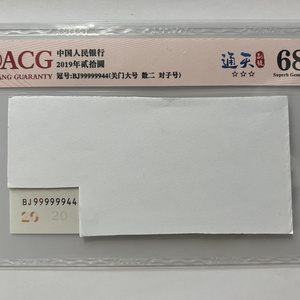 ACG
ANG GUARANTY
中国人民银行
2019年贰拾圆
冠号:BJ99999944(关门大号 数二 对子号)
通天
☆☆☆
68
Superb Gem
BJ99999944
20 20